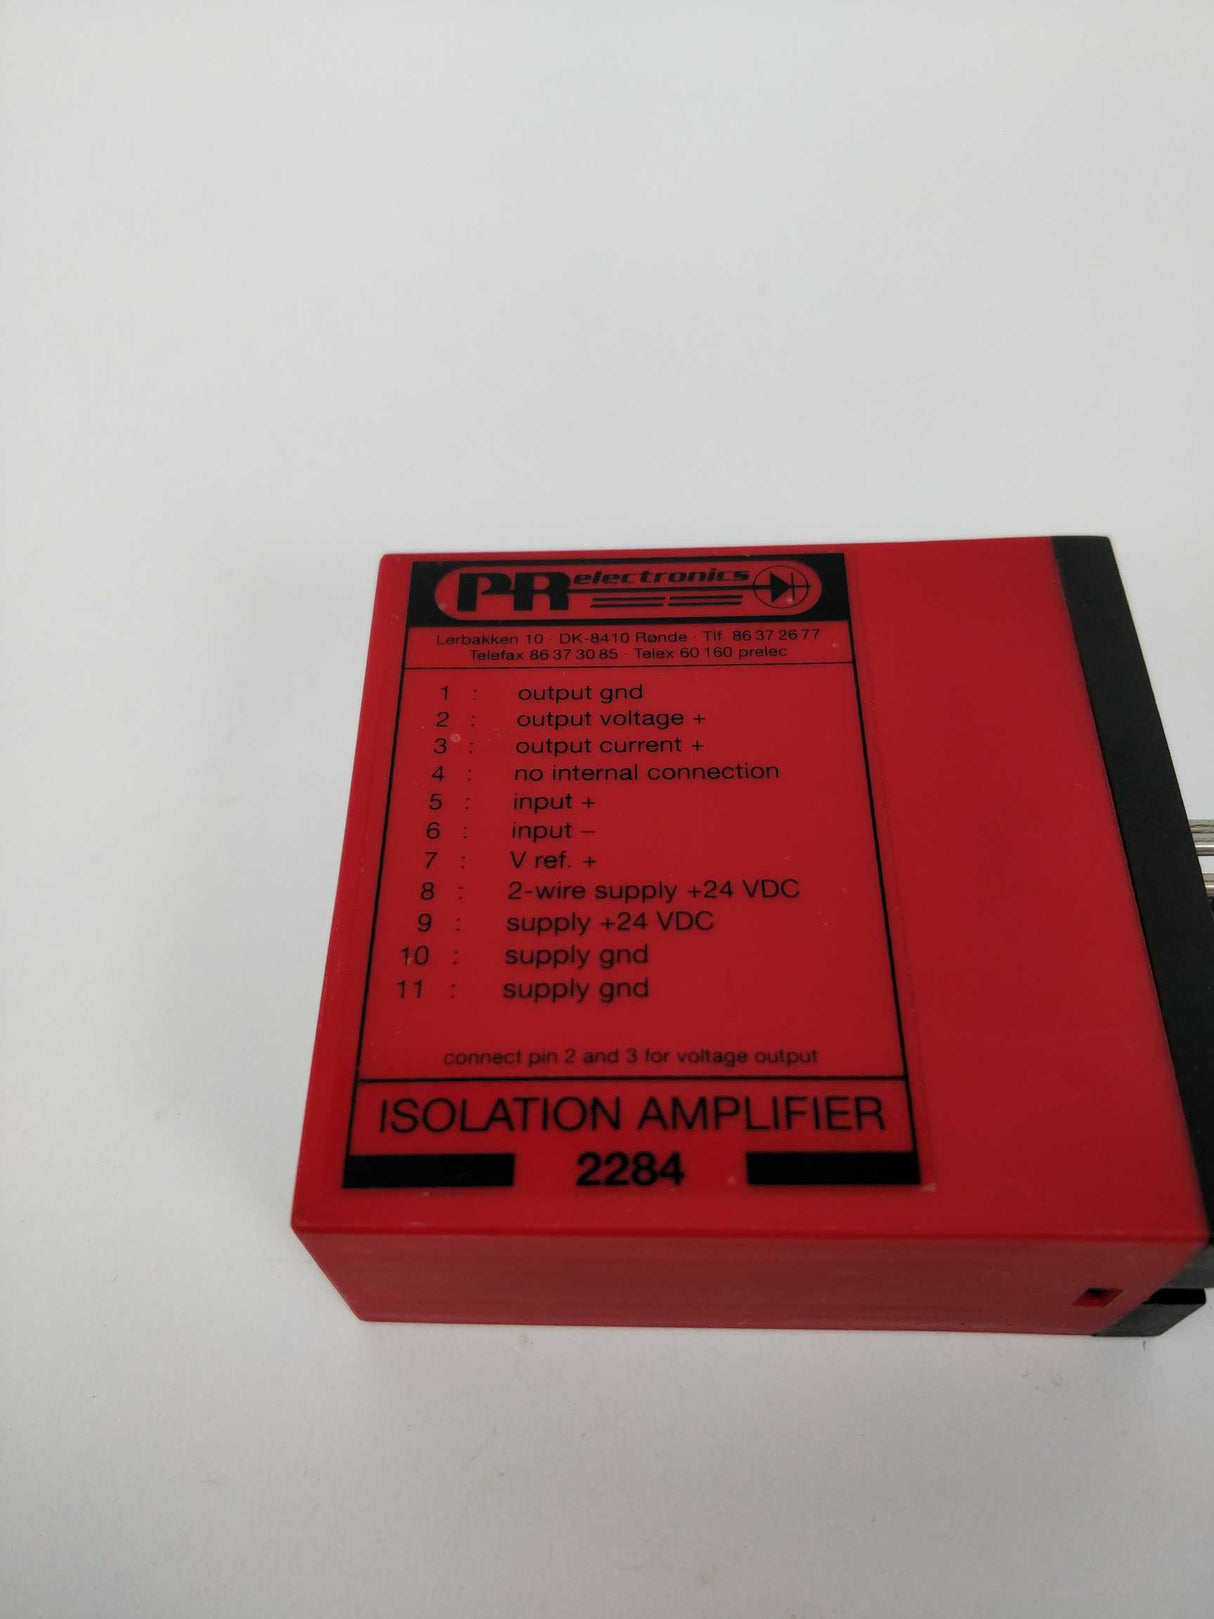 PR electronics
Lerbakken 10 · DK-8410 Rønde · Tlf. 86 37 26 77
Telefax 86 37 30 85 · Telex 60 160 prelec
1 : output gnd
2 : output voltage +
3 : output current +
4 : no internal connection
5 : input +
6 : input –
7 : V ref. +
8 : 2-wire supply +24 VDC
9 : supply +24 VDC
10 : supply gnd
11 : supply gnd
connect pin 2 and 3 for voltage output
ISOLATION AMPLIFIER
2284